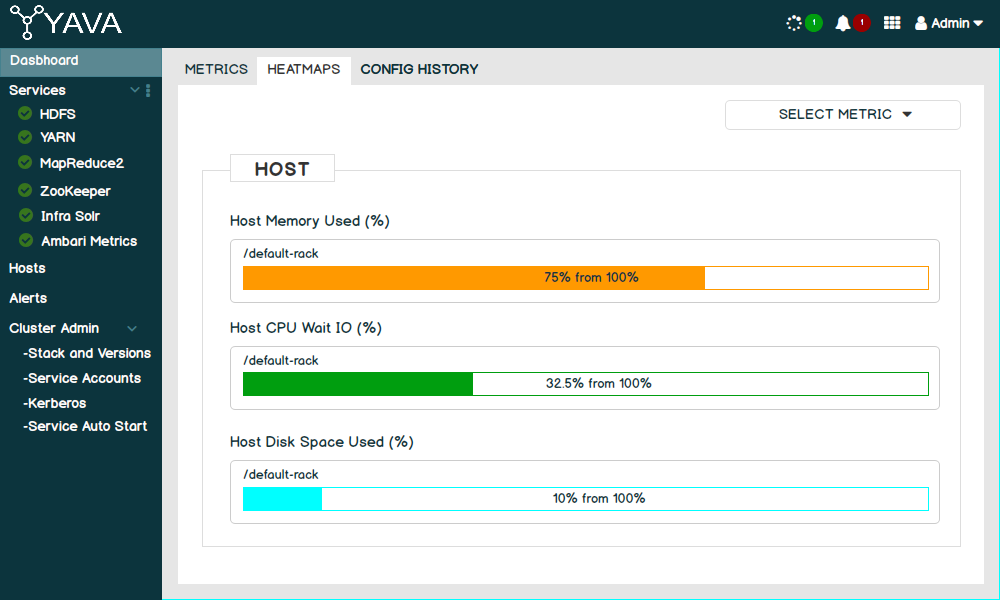 YAVA
1
1
Admin
Dasbhoard
Services
HDFS
YARN
MapReduce2
ZooKeeper
Infra Solr
Ambari Metrics
Hosts
Alerts
Cluster Admin
-Stack and Versions
-Service Accounts
-Kerberos
-Service Auto Start
METRICS
HEATMAPS
CONFIG HISTORY
SELECT METRIC
HOST
Host Memory Used (%)
/default-rack
75% from 100%
Host CPU Wait IO (%)
/default-rack
32.5% from 100%
Host Disk Space Used (%)
/default-rack
10% from 100%